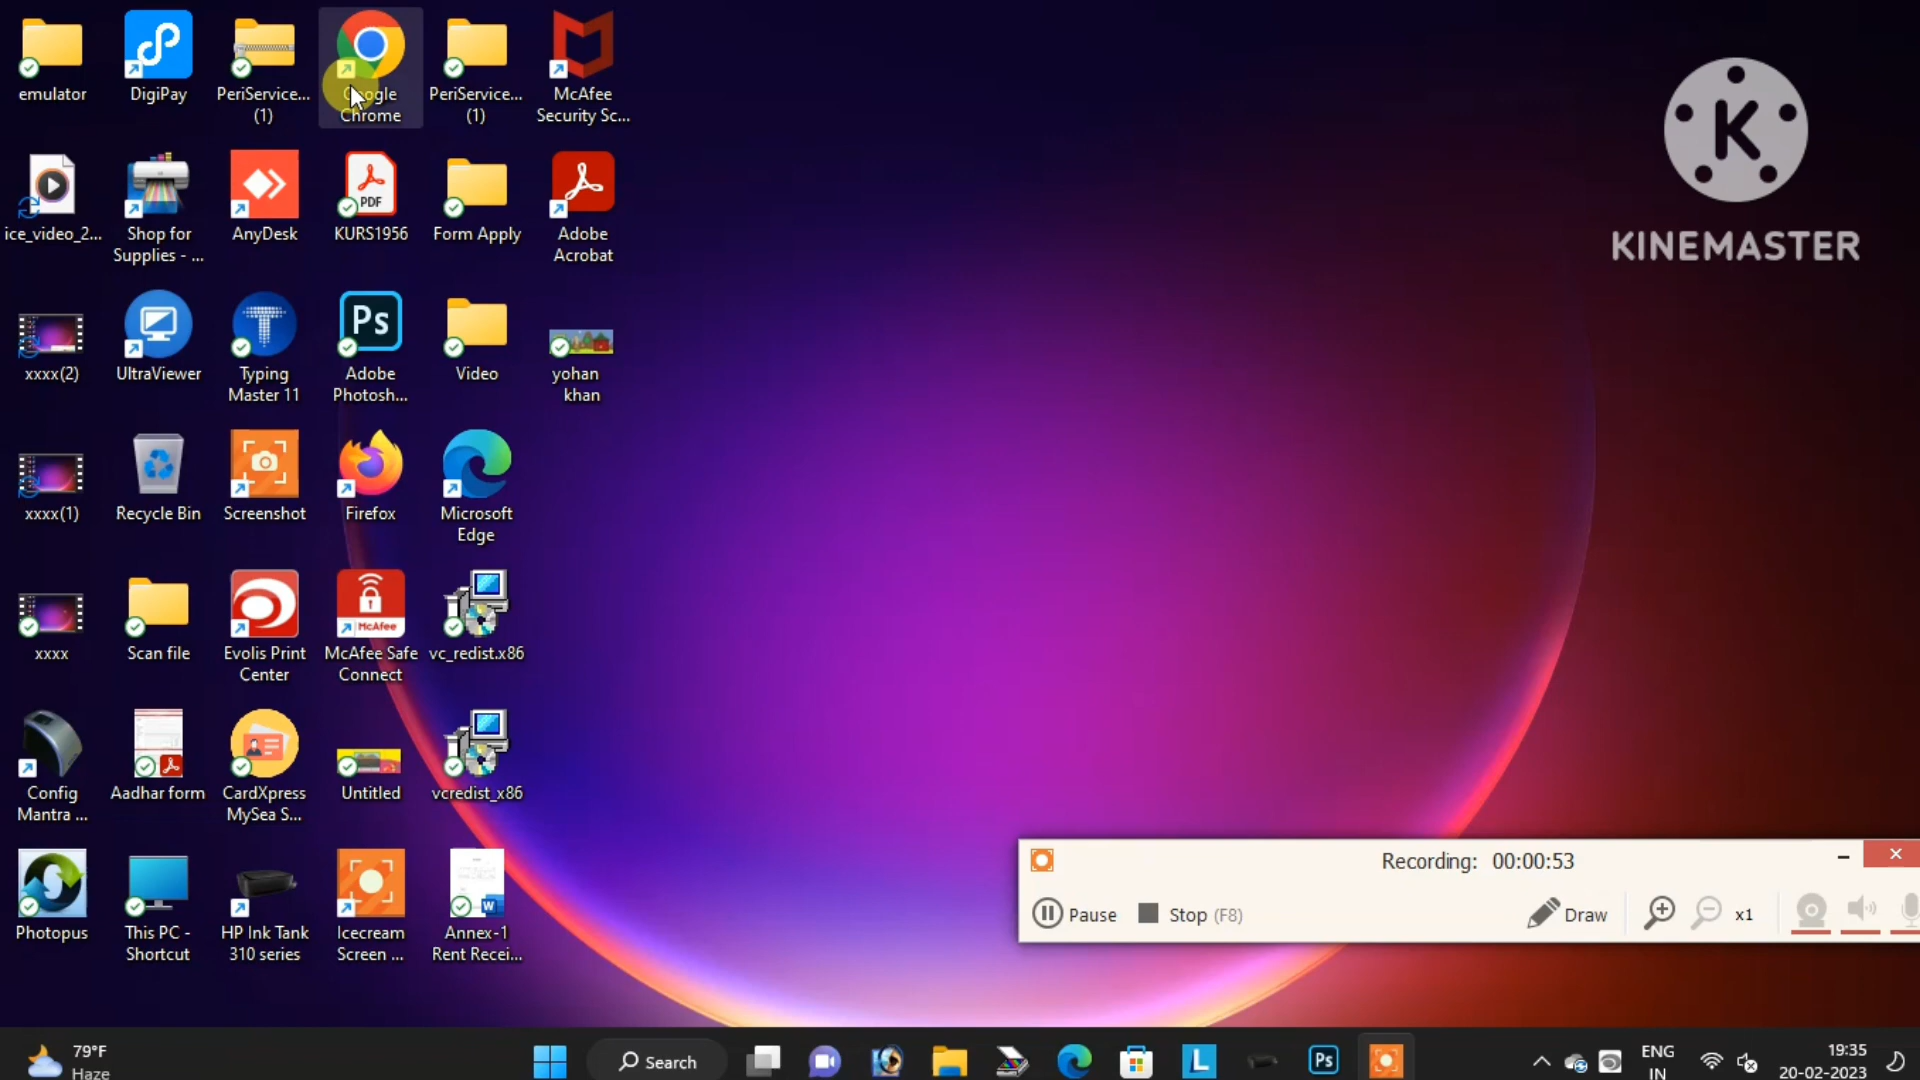 emulator
DigiPay
PeriService...
(1)
Google
Chrome
PeriService...
(1)
McAfee
Security Sc...
K
KINEMASTER
ice_video_2...
Shop for
Supplies - ...
AnyDesk
PDF
KURS1956
Form Apply
Adobe
Acrobat
xxxx(2)
UltraViewer
Typing
Master 11
Ps
Adobe
Photosh...
Video
yohan
khan
xxxx(1)
Recycle Bin
Screenshot
Firefox
Microsoft
Edge
xxxx
Scan file
Evolis Print
Center
McAfee
McAfee Safe
Connect
vc_redist.x86
Config
Mantra ...
Aadhar form
CardXpress
MySea S...
Untitled
vcredist_x86
Photopus
This PC -
Shortcut
HP Ink Tank
310 series
Icecream
Screen ...
W
Annex-1
Rent Recei...
Recording: 00:00:53
Pause
Stop (F8)
Draw
x1
79°F
Haze
Search
L
Ps
ENG
IN
19:35
20-02-2023